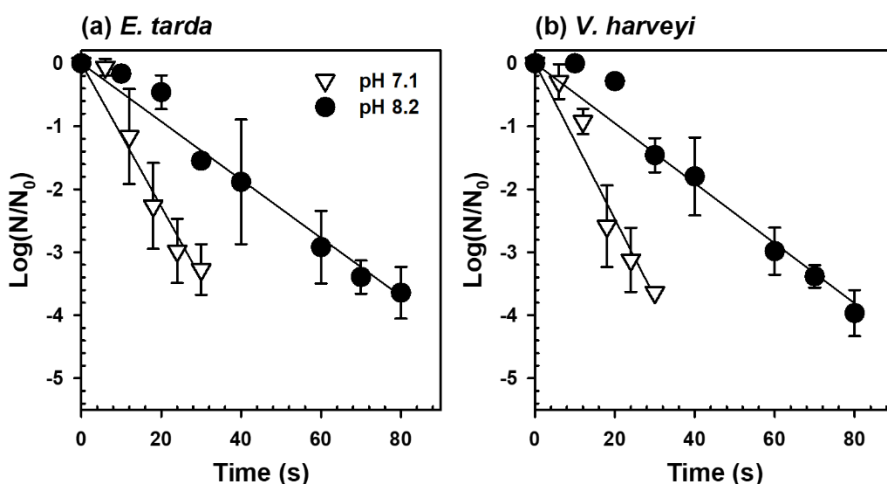 (a) E. tarda
(b) V. harveyi
Log(N/N0)
0
-1
-2
-3
-4
-5
pH 7.1
pH 8.2
0 20 40 60 80
Time (s)
Log(N/N0)
0
-1
-2
-3
-4
-5
0 20 40 60 80
Time (s)